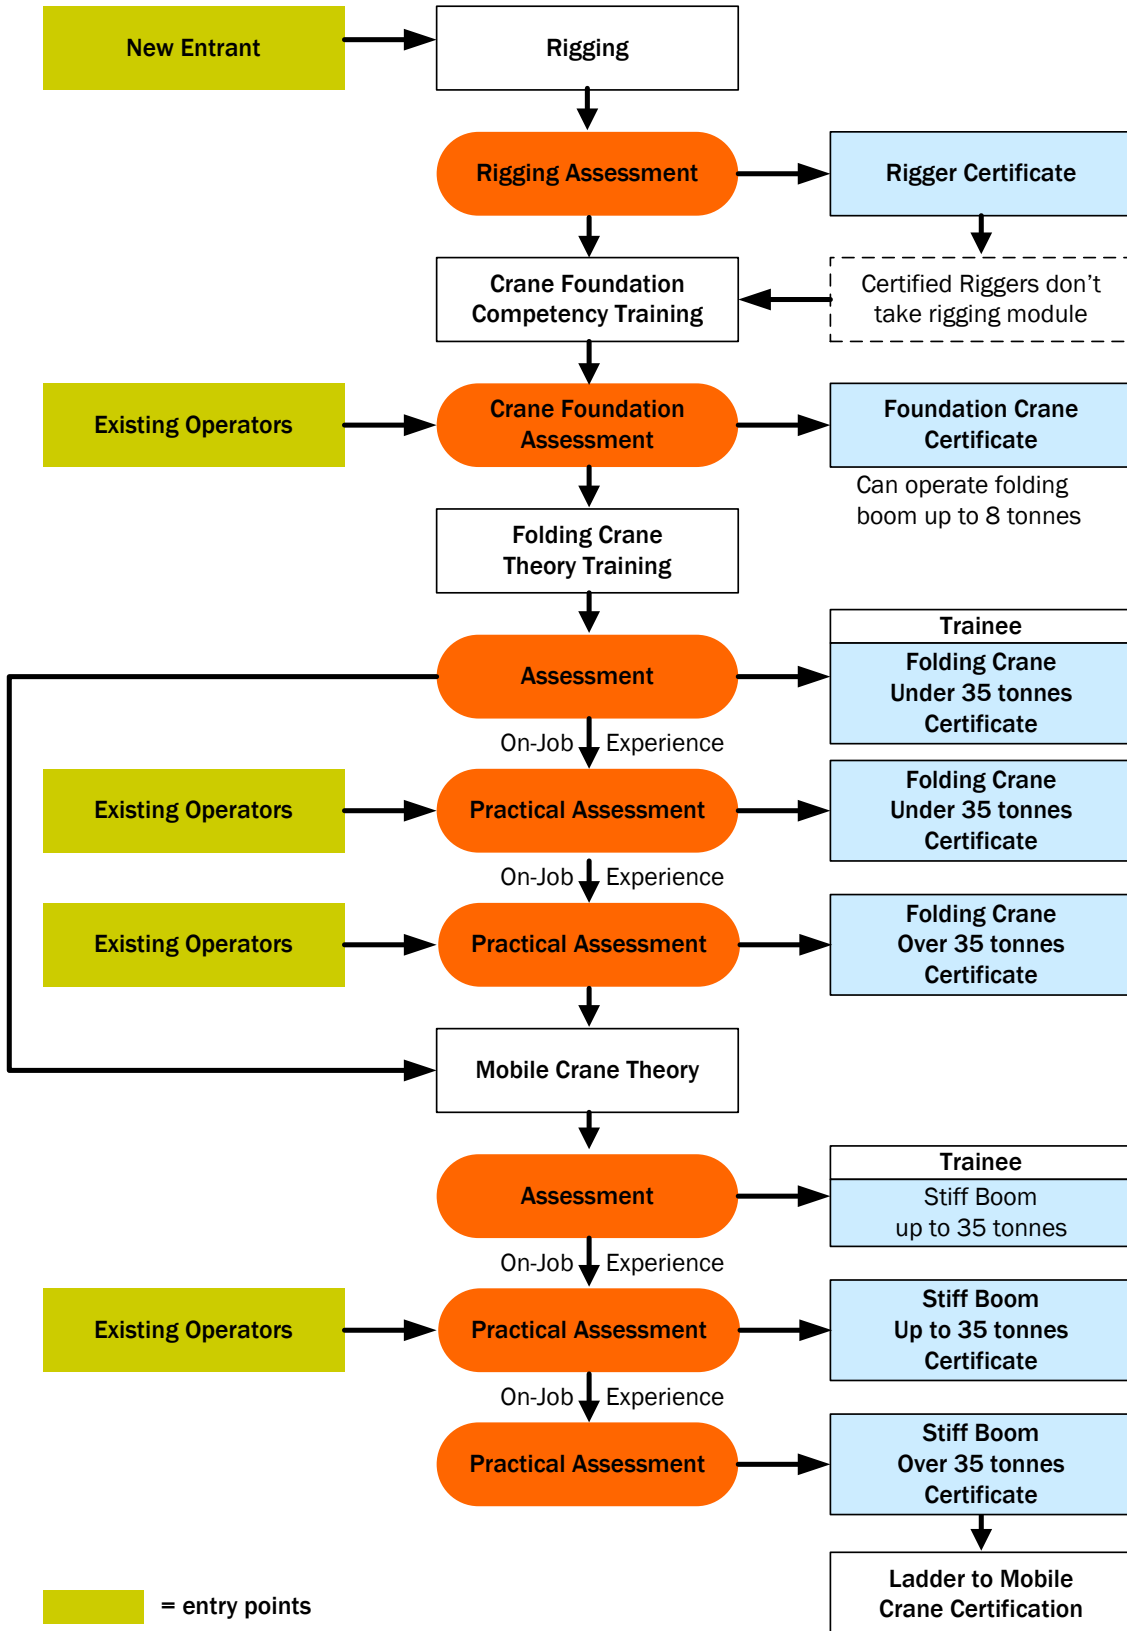 New Entrant
Rigging
Rigging Assessment
Rigger Certificate
Crane Foundation
Competency Training
Certified Riggers don't
take rigging module
Existing Operators
Crane Foundation
Assessment
Foundation Crane
Certificate
Can operate folding
boom up to 8 tonnes
Folding Crane
Theory Training
Assessment
Trainee
Folding Crane
Under 35 tonnes
Certificate
On-Job Experience
Existing Operators
Practical Assessment
Folding Crane
Under 35 tonnes
Certificate
On-Job Experience
Existing Operators
Practical Assessment
Folding Crane
Over 35 tonnes
Certificate
Mobile Crane Theory
Assessment
Trainee
Stiff Boom
up to 35 tonnes
On-Job Experience
Existing Operators
Practical Assessment
Stiff Boom
Up to 35 tonnes
Certificate
On-Job Experience
Practical Assessment
Stiff Boom
Over 35 tonnes
Certificate
Ladder to Mobile
Crane Certification
= entry points